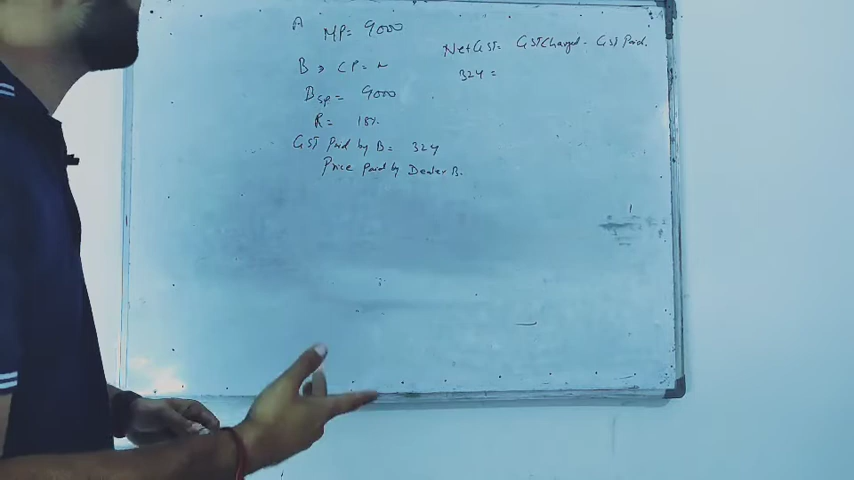 A
MP = 9000
B → CP = x
BSP = 9000
R = 18%
GST Paid by B = 324
Price Paid by Dealer B.
Net GST = GST Charged - GST Paid.
324 =